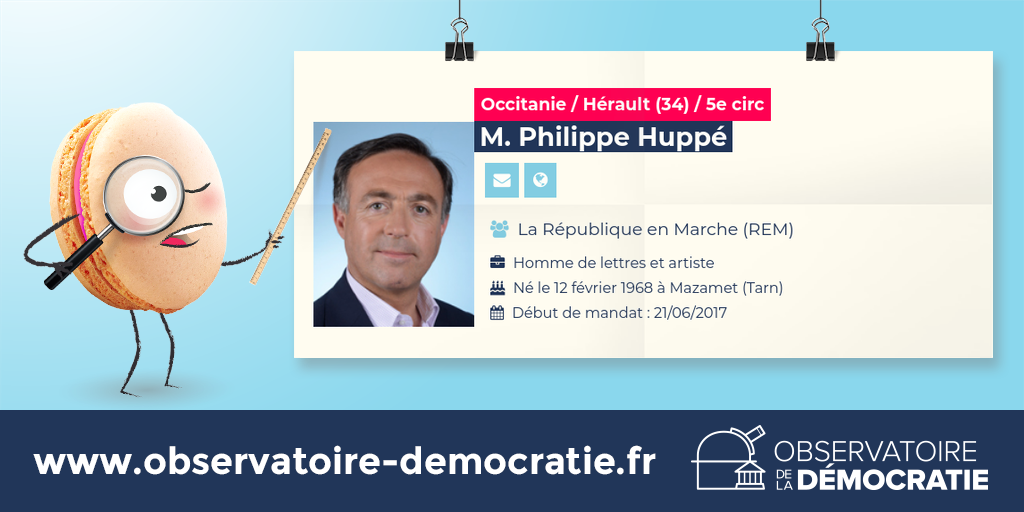 Occitanie / Hérault (34) / 5e circ
M. Philippe Huppé
La République en Marche (REM)
Homme de lettres et artiste
Né le 12 février 1968 à Mazamet (Tarn)
Début de mandat : 21/06/2017
www.observatoire-democratie.fr
OBSERVATOIRE
DE LA DÉMOCRATIE